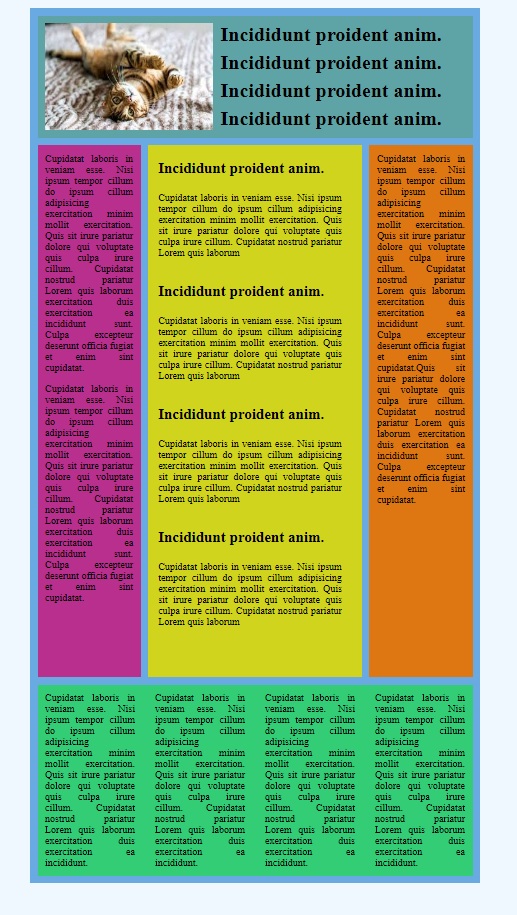 Incididunt proident anim.
Incididunt proident anim.
Incididunt proident anim.
Incididunt proident anim.
Cupidatat laboris in
veniam esse. Nisi
ipsum tempor cillum
do ipsum cillum
adipisicing
exercitation minim
mollit exercitation.
Quis sit irure pariatur
dolore qui voluptate
quis culpa irure
cillum. Cupidatat
nostrud pariatur
Lorem quis laborum
exercitation duis
exercitation ea
incididunt sunt.
Culpa excepteur
deserunt officia fugiat
et enim sint
cupidatat.
Cupidatat laboris in
veniam esse. Nisi
ipsum tempor cillum
do ipsum cillum
adipisicing
exercitation minim
mollit exercitation.
Quis sit irure pariatur
dolore qui voluptate
quis culpa irure
cillum. Cupidatat
nostrud pariatur
Lorem quis laborum
exercitation duis
exercitation ea
incididunt sunt.
Culpa excepteur
deserunt officia fugiat
et enim sint
cupidatat.
Incididunt proident anim.
Cupidatat laboris in veniam esse. Nisi ipsum
tempor cillum do ipsum cillum adipisicing
exercitation minim mollit exercitation. Quis
sit irure pariatur dolore qui voluptate quis
culpa irure cillum. Cupidatat nostrud pariatur
Lorem quis laborum
Incididunt proident anim.
Cupidatat laboris in veniam esse. Nisi ipsum
tempor cillum do ipsum cillum adipisicing
exercitation minim mollit exercitation. Quis
sit irure pariatur dolore qui voluptate quis
culpa irure cillum. Cupidatat nostrud pariatur
Lorem quis laborum
Incididunt proident anim.
Cupidatat laboris in veniam esse. Nisi ipsum
tempor cillum do ipsum cillum adipisicing
exercitation minim mollit exercitation. Quis
sit irure pariatur dolore qui voluptate quis
culpa irure cillum. Cupidatat nostrud pariatur
Lorem quis laborum
Incididunt proident anim.
Cupidatat laboris in veniam esse. Nisi ipsum
tempor cillum do ipsum cillum adipisicing
exercitation minim mollit exercitation. Quis
sit irure pariatur dolore qui voluptate quis
culpa irure cillum. Cupidatat nostrud pariatur
Lorem quis laborum
Cupidatat laboris in
veniam esse. Nisi
ipsum tempor cillum
do ipsum cillum
adipisicing
exercitation minim
mollit exercitation.
Quis sit irure pariatur
dolore qui voluptate
quis culpa irure
cillum. Cupidatat
nostrud pariatur
Lorem quis laborum
exercitation duis
exercitation ea
incididunt sunt.
Culpa excepteur
deserunt officia fugiat
et enim sint
cupidatat.Quis sit
irure pariatur dolore
qui voluptate quis
culpa irure cillum.
Cupidatat nostrud
pariatur Lorem quis
laborum exercitation
duis exercitation ea
incididunt sunt.
Culpa excepteur
deserunt officia fugiat
et enim sint
cupidatat.
Cupidatat laboris in
veniam esse. Nisi
ipsum tempor cillum
do ipsum cillum
adipisicing
exercitation minim
mollit exercitation.
Quis sit irure pariatur
dolore qui voluptate
quis culpa irure
cillum. Cupidatat
nostrud pariatur
Lorem quis laborum
exercitation duis
exercitation ea
incididunt.
Cupidatat laboris in
veniam esse. Nisi
ipsum tempor cillum
do ipsum cillum
adipisicing
exercitation minim
mollit exercitation.
Quis sit irure pariatur
dolore qui voluptate
quis culpa irure
cillum. Cupidatat
nostrud pariatur
Lorem quis laborum
exercitation duis
exercitation ea
incididunt.
Cupidatat laboris in
veniam esse. Nisi
ipsum tempor cillum
do ipsum cillum
adipisicing
exercitation minim
mollit exercitation.
Quis sit irure pariatur
dolore qui voluptate
quis culpa irure
cillum. Cupidatat
nostrud pariatur
Lorem quis laborum
exercitation duis
exercitation ea
incididunt.
Cupidatat laboris in
veniam esse. Nisi
ipsum tempor cillum
do ipsum cillum
adipisicing
exercitation minim
mollit exercitation.
Quis sit irure pariatur
dolore qui voluptate
quis culpa irure
cillum. Cupidatat
nostrud pariatur
Lorem quis laborum
exercitation duis
exercitation ea
incididunt.